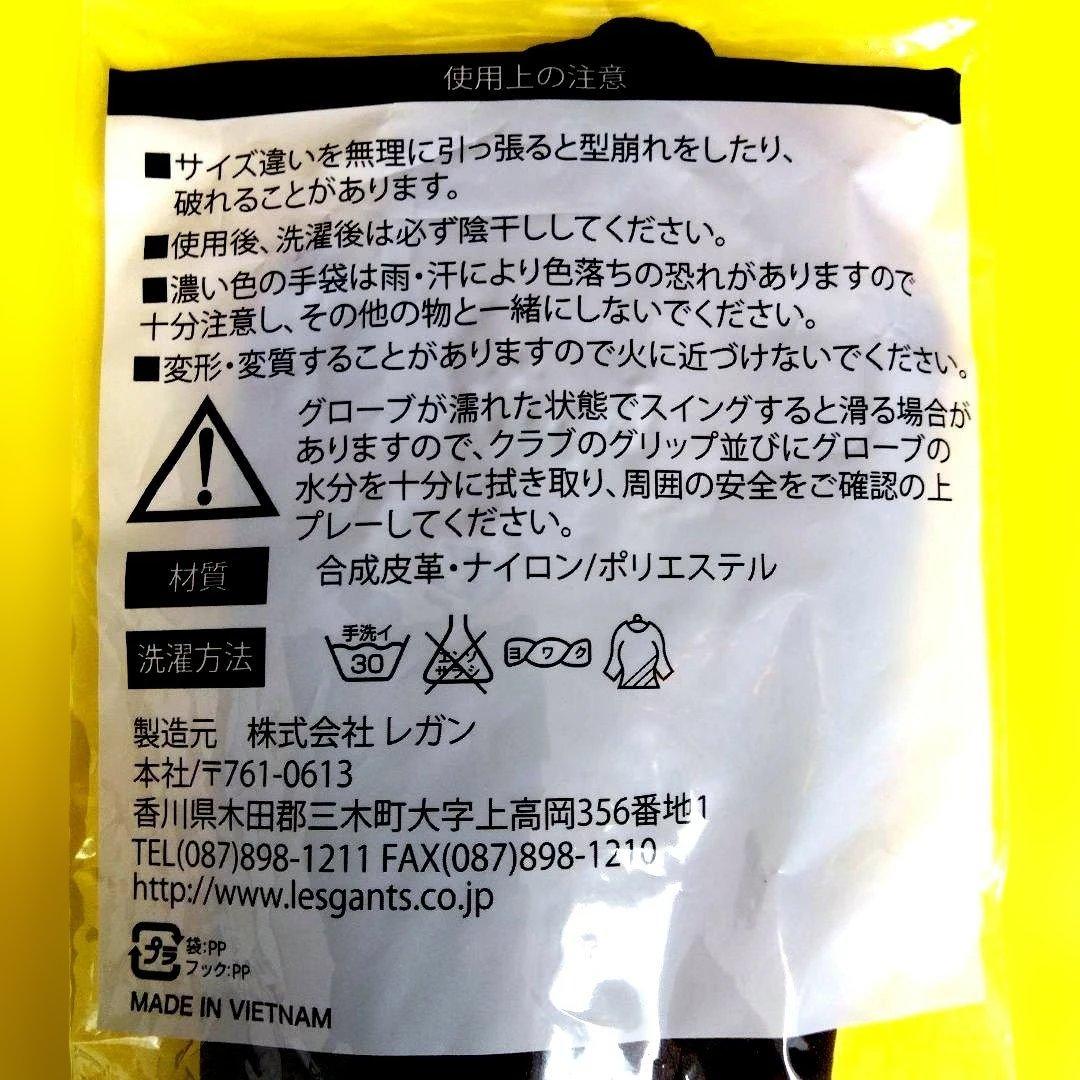 使用上の注意
■サイズ違いを無理に引っ張ると型崩れをしたり、
破れることがあります。
■使用後、洗濯後は必ず陰干ししてください。
■濃い色の手袋は雨・汗により色落ちの恐れがありますので
十分注意し、その他の物と一緒にしないでください。
■変形・変質することがありますので火に近づけないでください。
グローブが濡れた状態でスイングすると滑る場合が
ありますので、クラブのグリップ並びにグローブの
水分を十分に拭き取り、周囲の安全をご確認の上
プレーしてください。
材質 合成皮革・ナイロン/ポリエステル
洗濯方法 手洗イ 30 エンソサラシ ヨワク
製造元 株式会社 レガン
本社/〒761-0613
香川県木田郡三木町大字上高岡356番地1
TEL(087)898-1211 FAX(087)898-1210
http://www.lesgants.co.jp
プラ 袋:PP
フック:PP
MADE IN VIETNAM